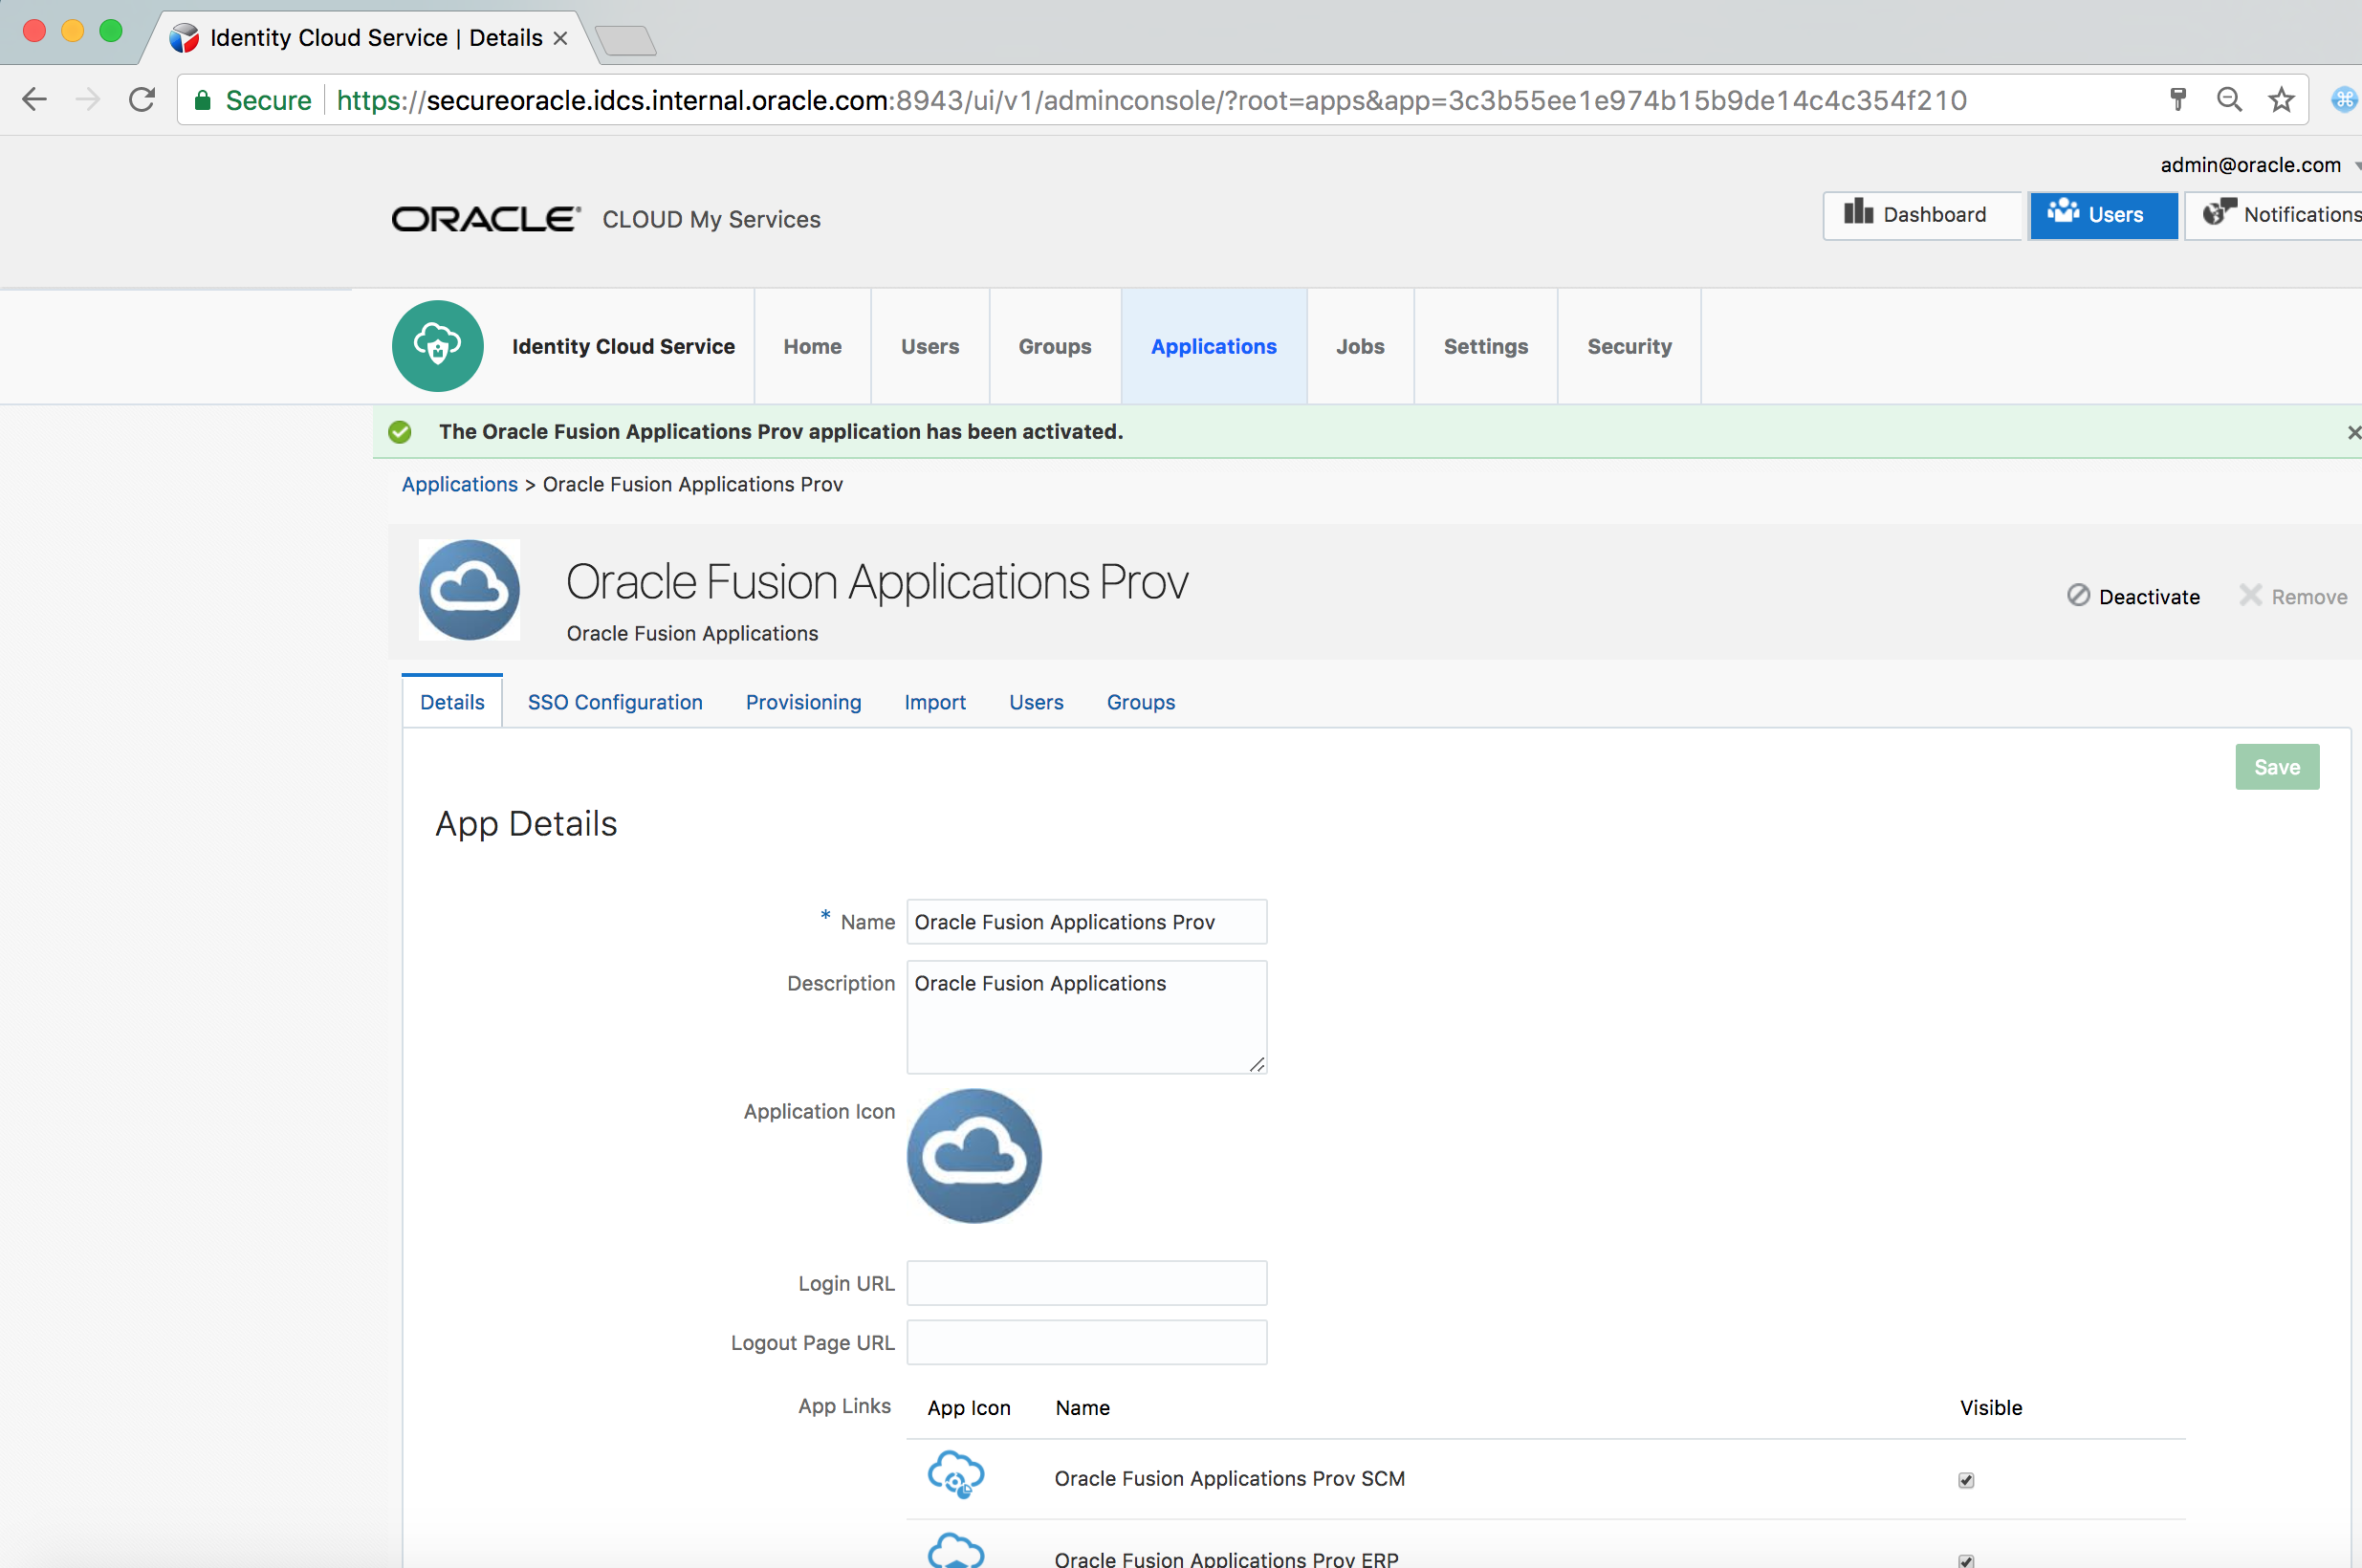 Identity Cloud Service | Details
Secure https://secureoracle.idcs.internal.oracle.com:8943/ui/v1/adminconsole/?root=apps&app=3c3b55ee1e974b15b9de14c4c354f210
admin@oracle.com
ORACLE® CLOUD My Services
Dashboard Users Notifications
Identity Cloud Service Home Users Groups Applications Jobs Settings Security
The Oracle Fusion Applications Prov application has been activated.
Applications > Oracle Fusion Applications Prov
Oracle Fusion Applications Prov
Oracle Fusion Applications
Deactivate Remove
Details SSO Configuration Provisioning Import Users Groups
Save
App Details
* Name Oracle Fusion Applications Prov
Description Oracle Fusion Applications
Application Icon
Login URL
Logout Page URL
App Links App Icon Name Visible
Oracle Fusion Applications Prov SCM
Oracle Fusion Applications Prov ERP